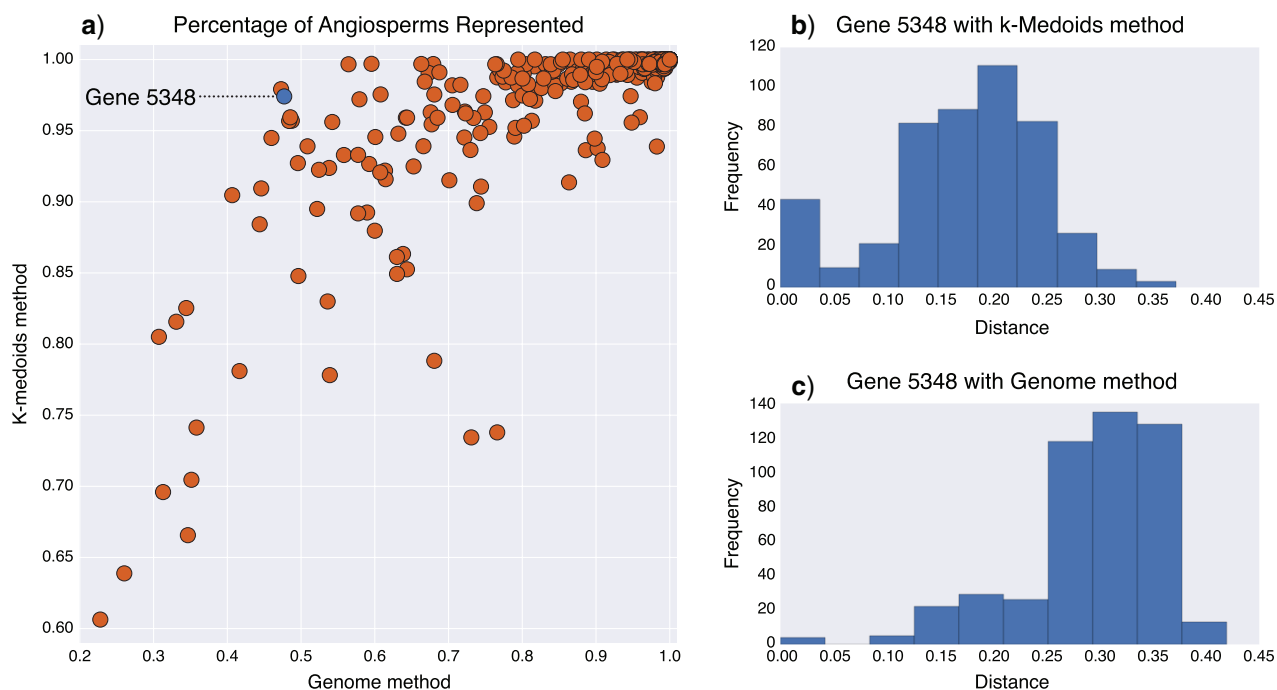 a) Percentage of Angiosperms Represented
1.00
0.95
0.90
0.85
0.80
0.75
0.70
0.65
0.60
K-medoids method
Gene 5348
0.2 0.3 0.4 0.5 0.6 0.7 0.8 0.9 1.0
Genome method
b) Gene 5348 with k-Medoids method
120
100
80
60
40
20
0
Frequency
0.00 0.05 0.10 0.15 0.20 0.25 0.30 0.35 0.40 0.45
Distance
c) Gene 5348 with Genome method
140
120
100
80
60
40
20
0
Frequency
0.00 0.05 0.10 0.15 0.20 0.25 0.30 0.35 0.40 0.45
Distance